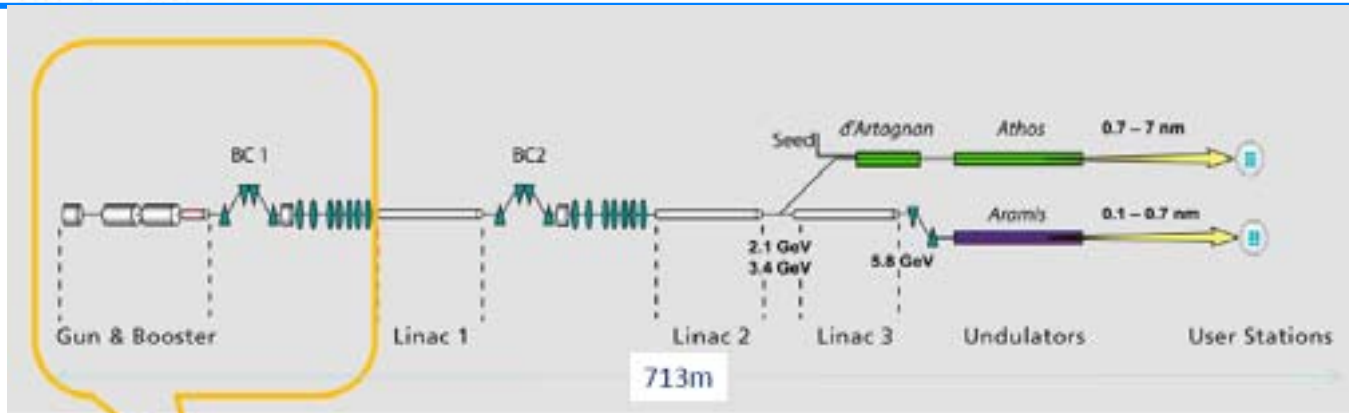 d'Artagnan
Athos
0.7 – 7 nm
Seed
BC 1
BC2
Aramis
0.1 – 0.7 nm
2.1 GeV
3.4 GeV
5.8 GeV
Gun & Booster
Linac 1
Linac 2
Linac 3
Undulators
User Stations
713m